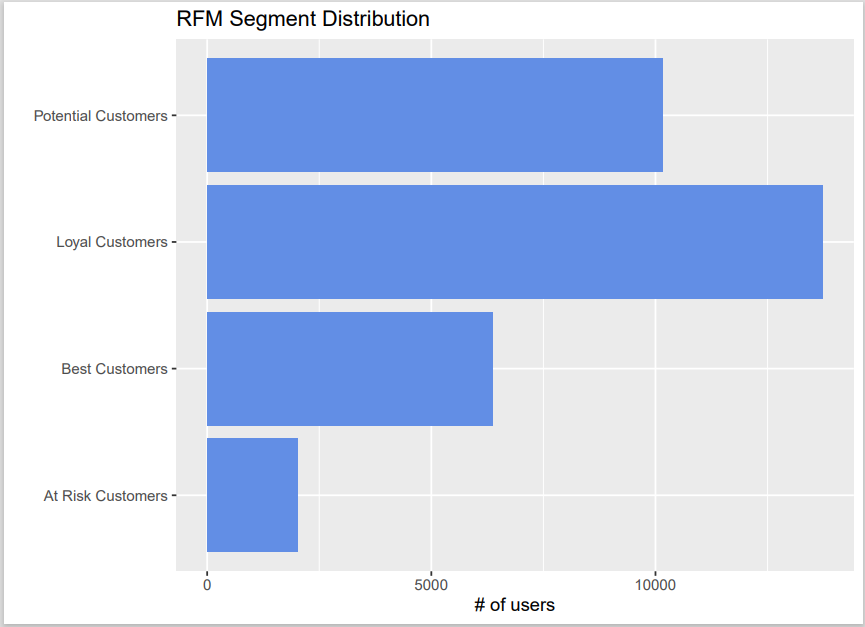 RFM Segment Distribution
Potential Customers
Loyal Customers
Best Customers
At Risk Customers
0 5000 10000
# of users